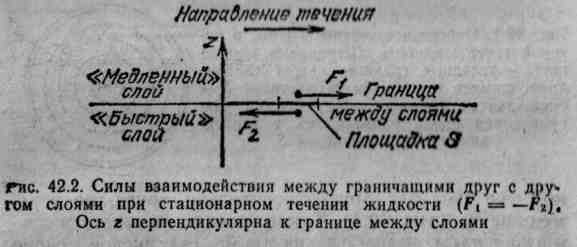 Направление течения
z
«Медленный»
слой
F₁
Граница
между слоями
«Быстрый»
слой
F₂
Площадка S
Рис. 42.2. Силы взаимодействия между граничащими друг с дру-
гом слоями при стационарном течении жидкости (F₁ = —F₂).
Ось z перпендикулярна к границе между слоями